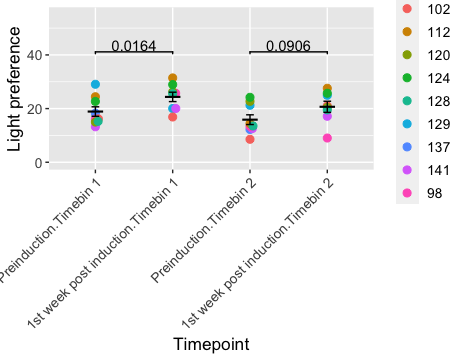 Light preference
40
20
0
0.0164
0.0906
Preinduction.Timebin 1
1st week post induction.Timebin 1
Preinduction.Timebin 2
1st week post induction.Timebin 2
Timepoint
102
112
120
124
128
129
137
141
98